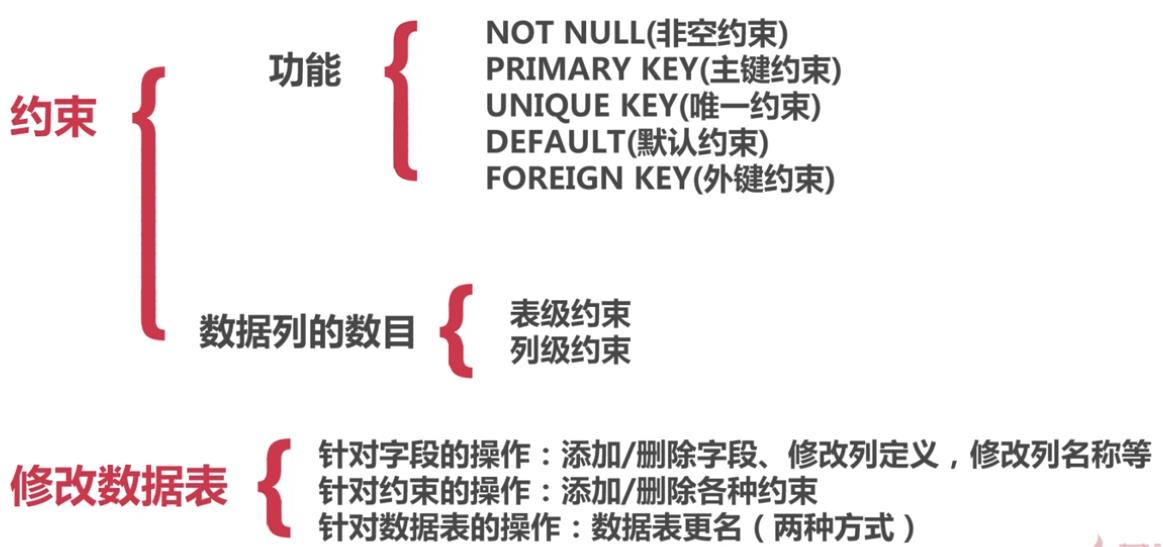 约束
功能
NOT NULL(非空约束)
PRIMARY KEY(主键约束)
UNIQUE KEY(唯一约束)
DEFAULT(默认约束)
FOREIGN KEY(外键约束)
数据列的数目
表级约束
列级约束
修改数据表
针对字段的操作：添加/删除字段、修改列定义，修改列名称等
针对约束的操作：添加/删除各种约束
针对数据表的操作：数据表更名（两种方式）